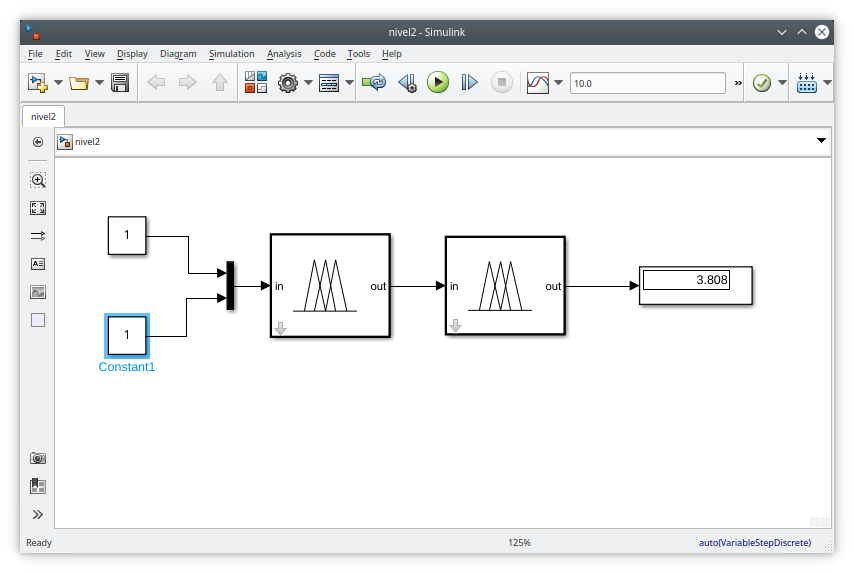 nivel2 - Simulink
File Edit View Display Diagram Simulation Analysis Code Tools Help
10.0 »
nivel2
nivel2
1
in out in out 3.808
1
Constant1
Ready 125% auto(VariableStepDiscrete)